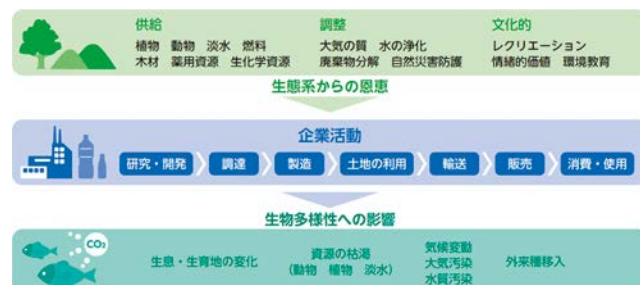 供給
植物 動物 淡水 燃料
木材 薬用資源 生化学資源
調整
大気の質 水の浄化
廃棄物分解 自然災害防護
文化的
レクリエーション
情緒的価値 環境教育
生態系からの恩恵
企業活動
研究・開発 調達 製造 土地の利用 輸送 販売 消費・使用
生物多様性への影響
CO2
生息・生育地の変化
資源の枯渇
(動物 植物 淡水)
気候変動
大気汚染
水質汚染
外来種移入